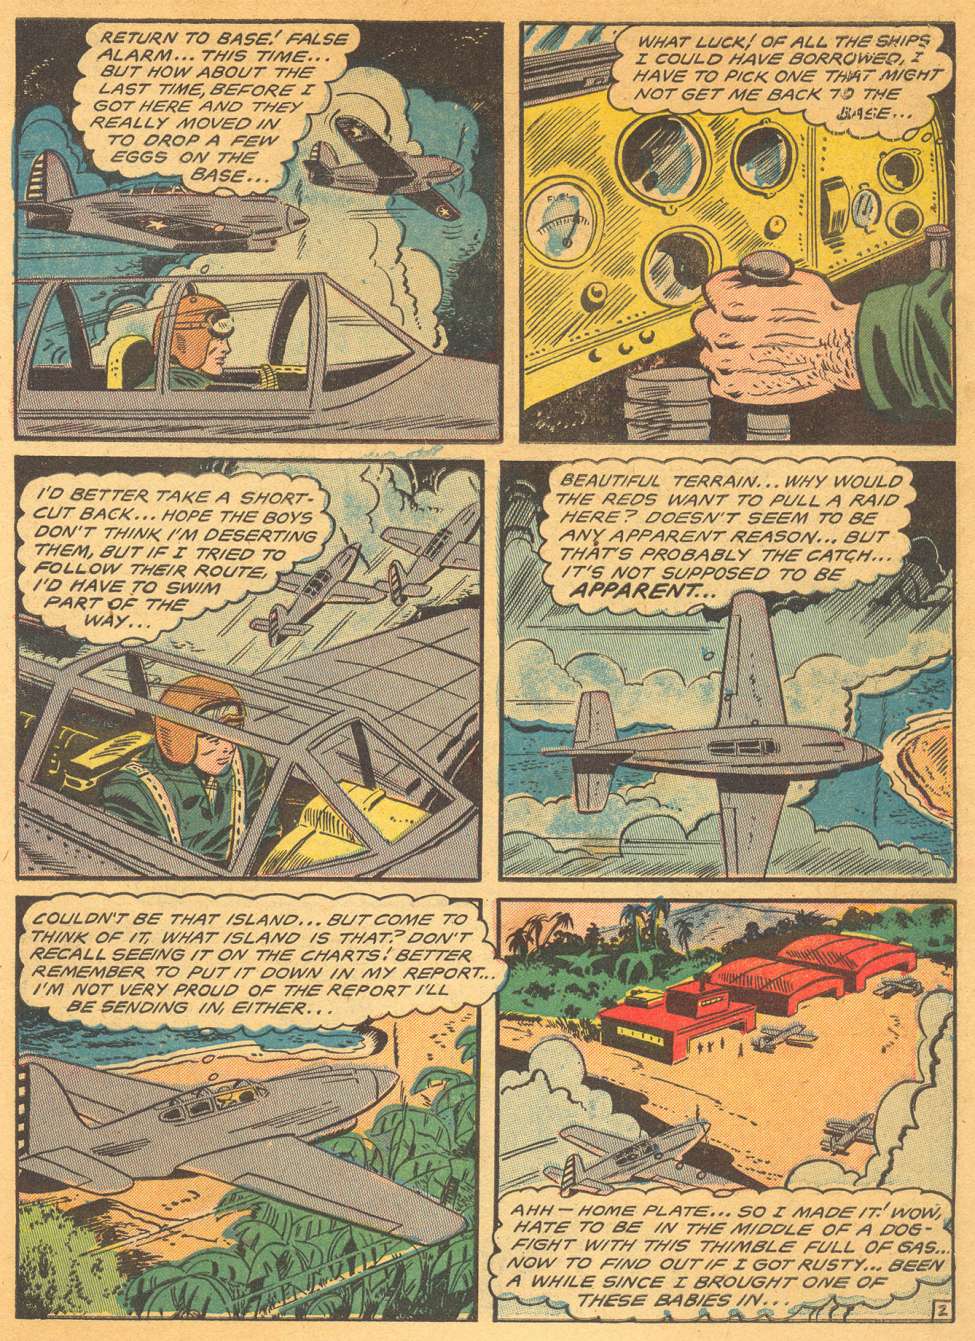 RETURN TO BASE! FALSE
ALARM... THIS TIME...
BUT HOW ABOUT THE
LAST TIME, BEFORE I
GOT HERE AND THEY
REALLY MOVED IN
TO DROP A FEW
EGGS ON THE
BASE...
WHAT LUCK! OF ALL THE SHIPS
I COULD HAVE BORROWED, I
HAVE TO PICK ONE THAT MIGHT
NOT GET ME BACK TO THE
BASE...
I'D BETTER TAKE A SHORT-
CUT BACK... HOPE THE BOYS
DON'T THINK I'M DESERTING
THEM, BUT IF I TRIED TO
FOLLOW THEIR ROUTE,
I'D HAVE TO SWIM
PART OF THE
WAY...
BEAUTIFUL TERRAIN... WHY WOULD
THE REDS WANT TO PULL A RAID
HERE? DOESN'T SEEM TO BE
ANY APPARENT REASON... BUT
THAT'S PROBABLY THE CATCH...
IT'S NOT SUPPOSED TO BE
APPARENT...
COULDN'T BE THAT ISLAND... BUT COME TO
THINK OF IT, WHAT ISLAND IS THAT? DON'T
RECALL SEEING IT ON THE CHARTS! BETTER
REMEMBER TO PUT IT DOWN IN MY REPORT...
I'M NOT VERY PROUD OF THE REPORT I'LL
BE SENDING IN, EITHER...
AHH — HOME PLATE... SO I MADE IT! WOW,
HATE TO BE IN THE MIDDLE OF A DOG-
FIGHT WITH THIS THIMBLE FULL OF GAS...
NOW TO FIND OUT IF I GOT RUSTY... BEEN
A WHILE SINCE I BROUGHT ONE OF
THESE BABIES IN...
2